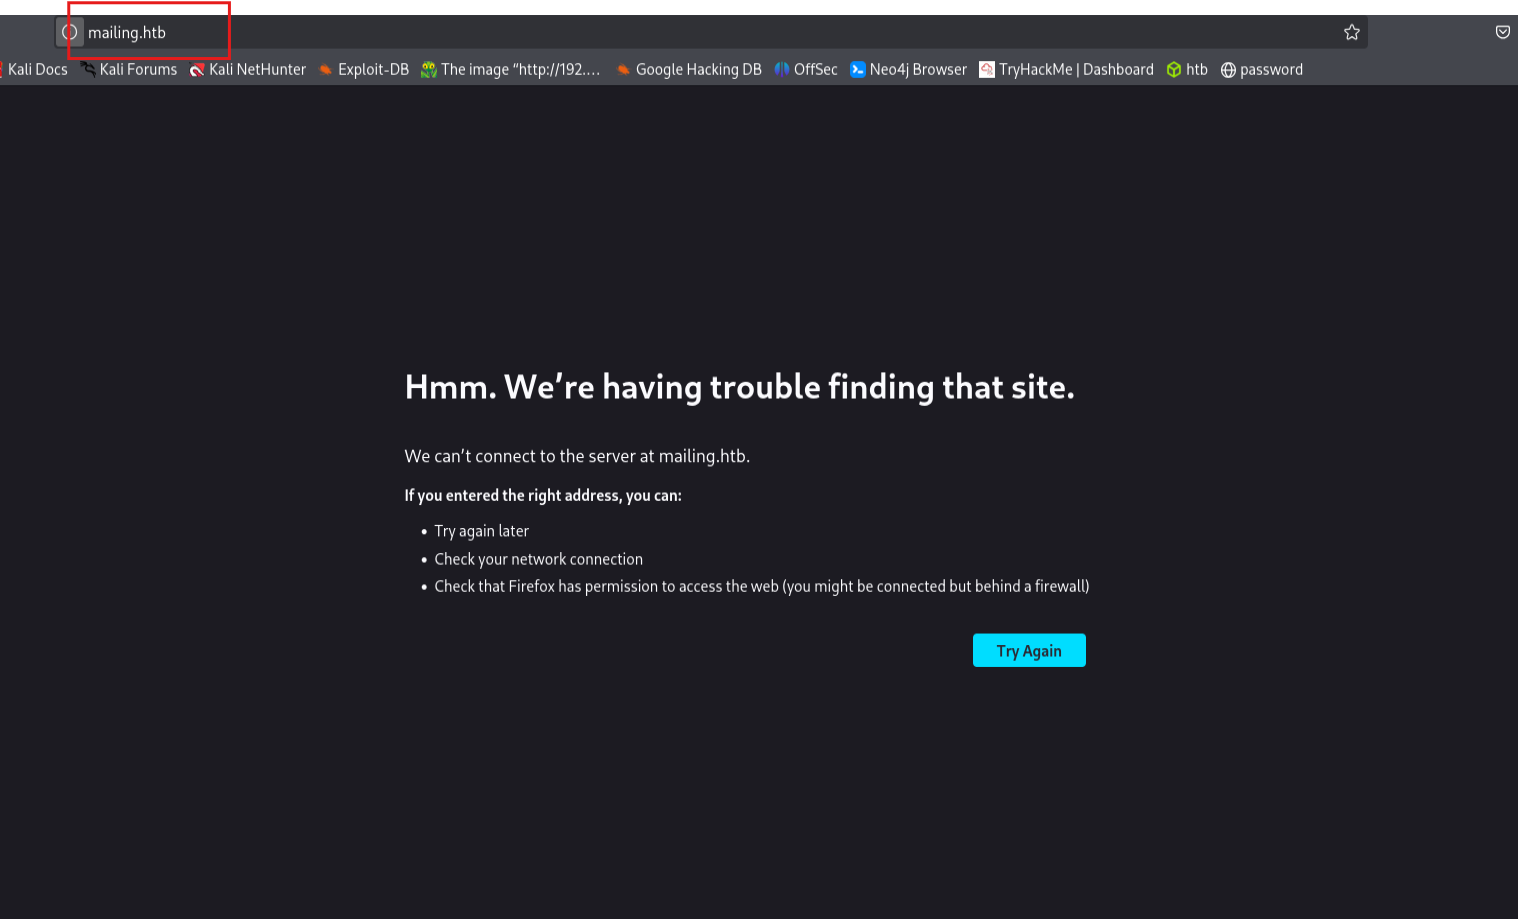 mailing.htb
Kali Docs Kali Forums Kali NetHunter Exploit-DB The image “http://192.… Google Hacking DB OffSec Neo4j Browser TryHackMe | Dashboard htb password
Hmm. We’re having trouble finding that site.
We can’t connect to the server at mailing.htb.
If you entered the right address, you can:
• Try again later
• Check your network connection
• Check that Firefox has permission to access the web (you might be connected but behind a firewall)
Try Again